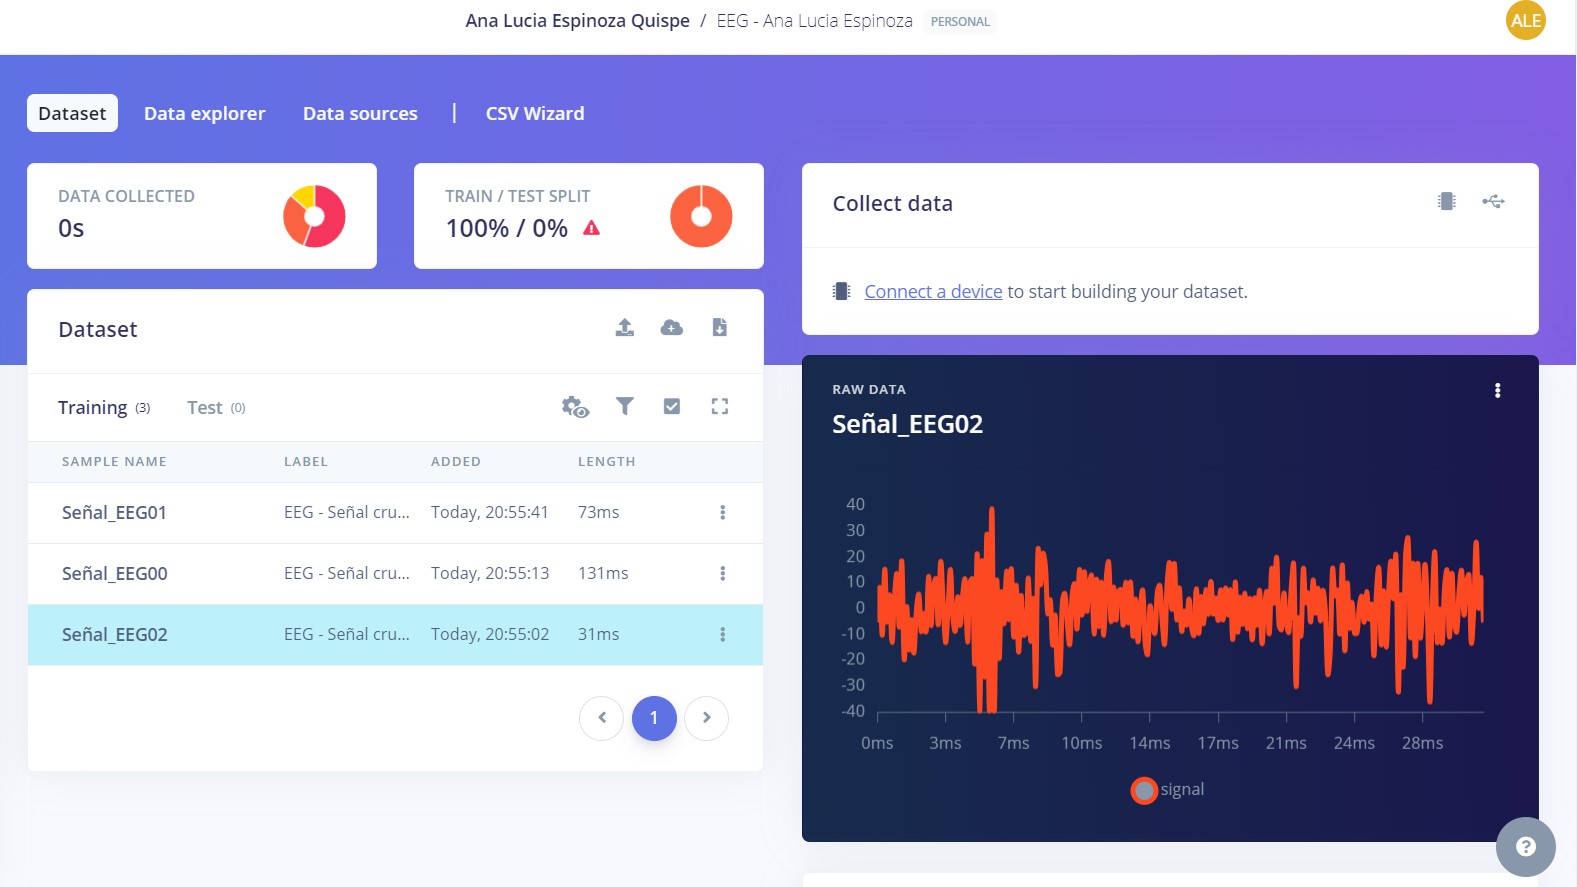 Ana Lucia Espinoza Quispe / EEG - Ana Lucia Espinoza PERSONAL
ALE
Dataset Data explorer Data sources | CSV Wizard
DATA COLLECTED
0s
TRAIN / TEST SPLIT
100% / 0%
Collect data
Connect a device to start building your dataset.
Dataset
Training (3) Test (0)
SAMPLE NAME LABEL ADDED LENGTH
Señal_EEG01 EEG - Señal cru... Today, 20:55:41 73ms
Señal_EEG00 EEG - Señal cru... Today, 20:55:13 131ms
Señal_EEG02 EEG - Señal cru... Today, 20:55:02 31ms
1
RAW DATA
Señal_EEG02
40
30
20
10
0
-10
-20
-30
-40
0ms 3ms 7ms 10ms 14ms 17ms 21ms 24ms 28ms
signal
?